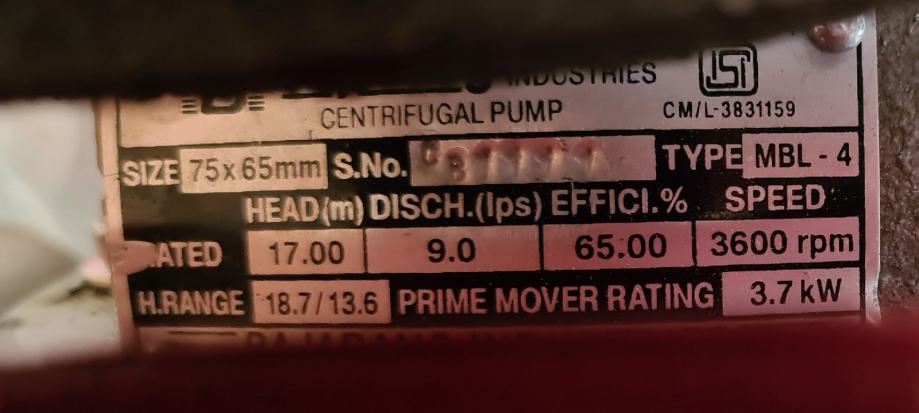 INDUSTRIES
ISI
CENTRIFUGAL PUMP
CM/L-3831159
SIZE 75x65mm S.No. TYPE MBL - 4
HEAD(m) DISCH.(lps) EFFICI.% SPEED
17.00 9.0 65.00 3600 rpm
H.RANGE 18.7/13.6 PRIME MOVER RATING 3.7 kW